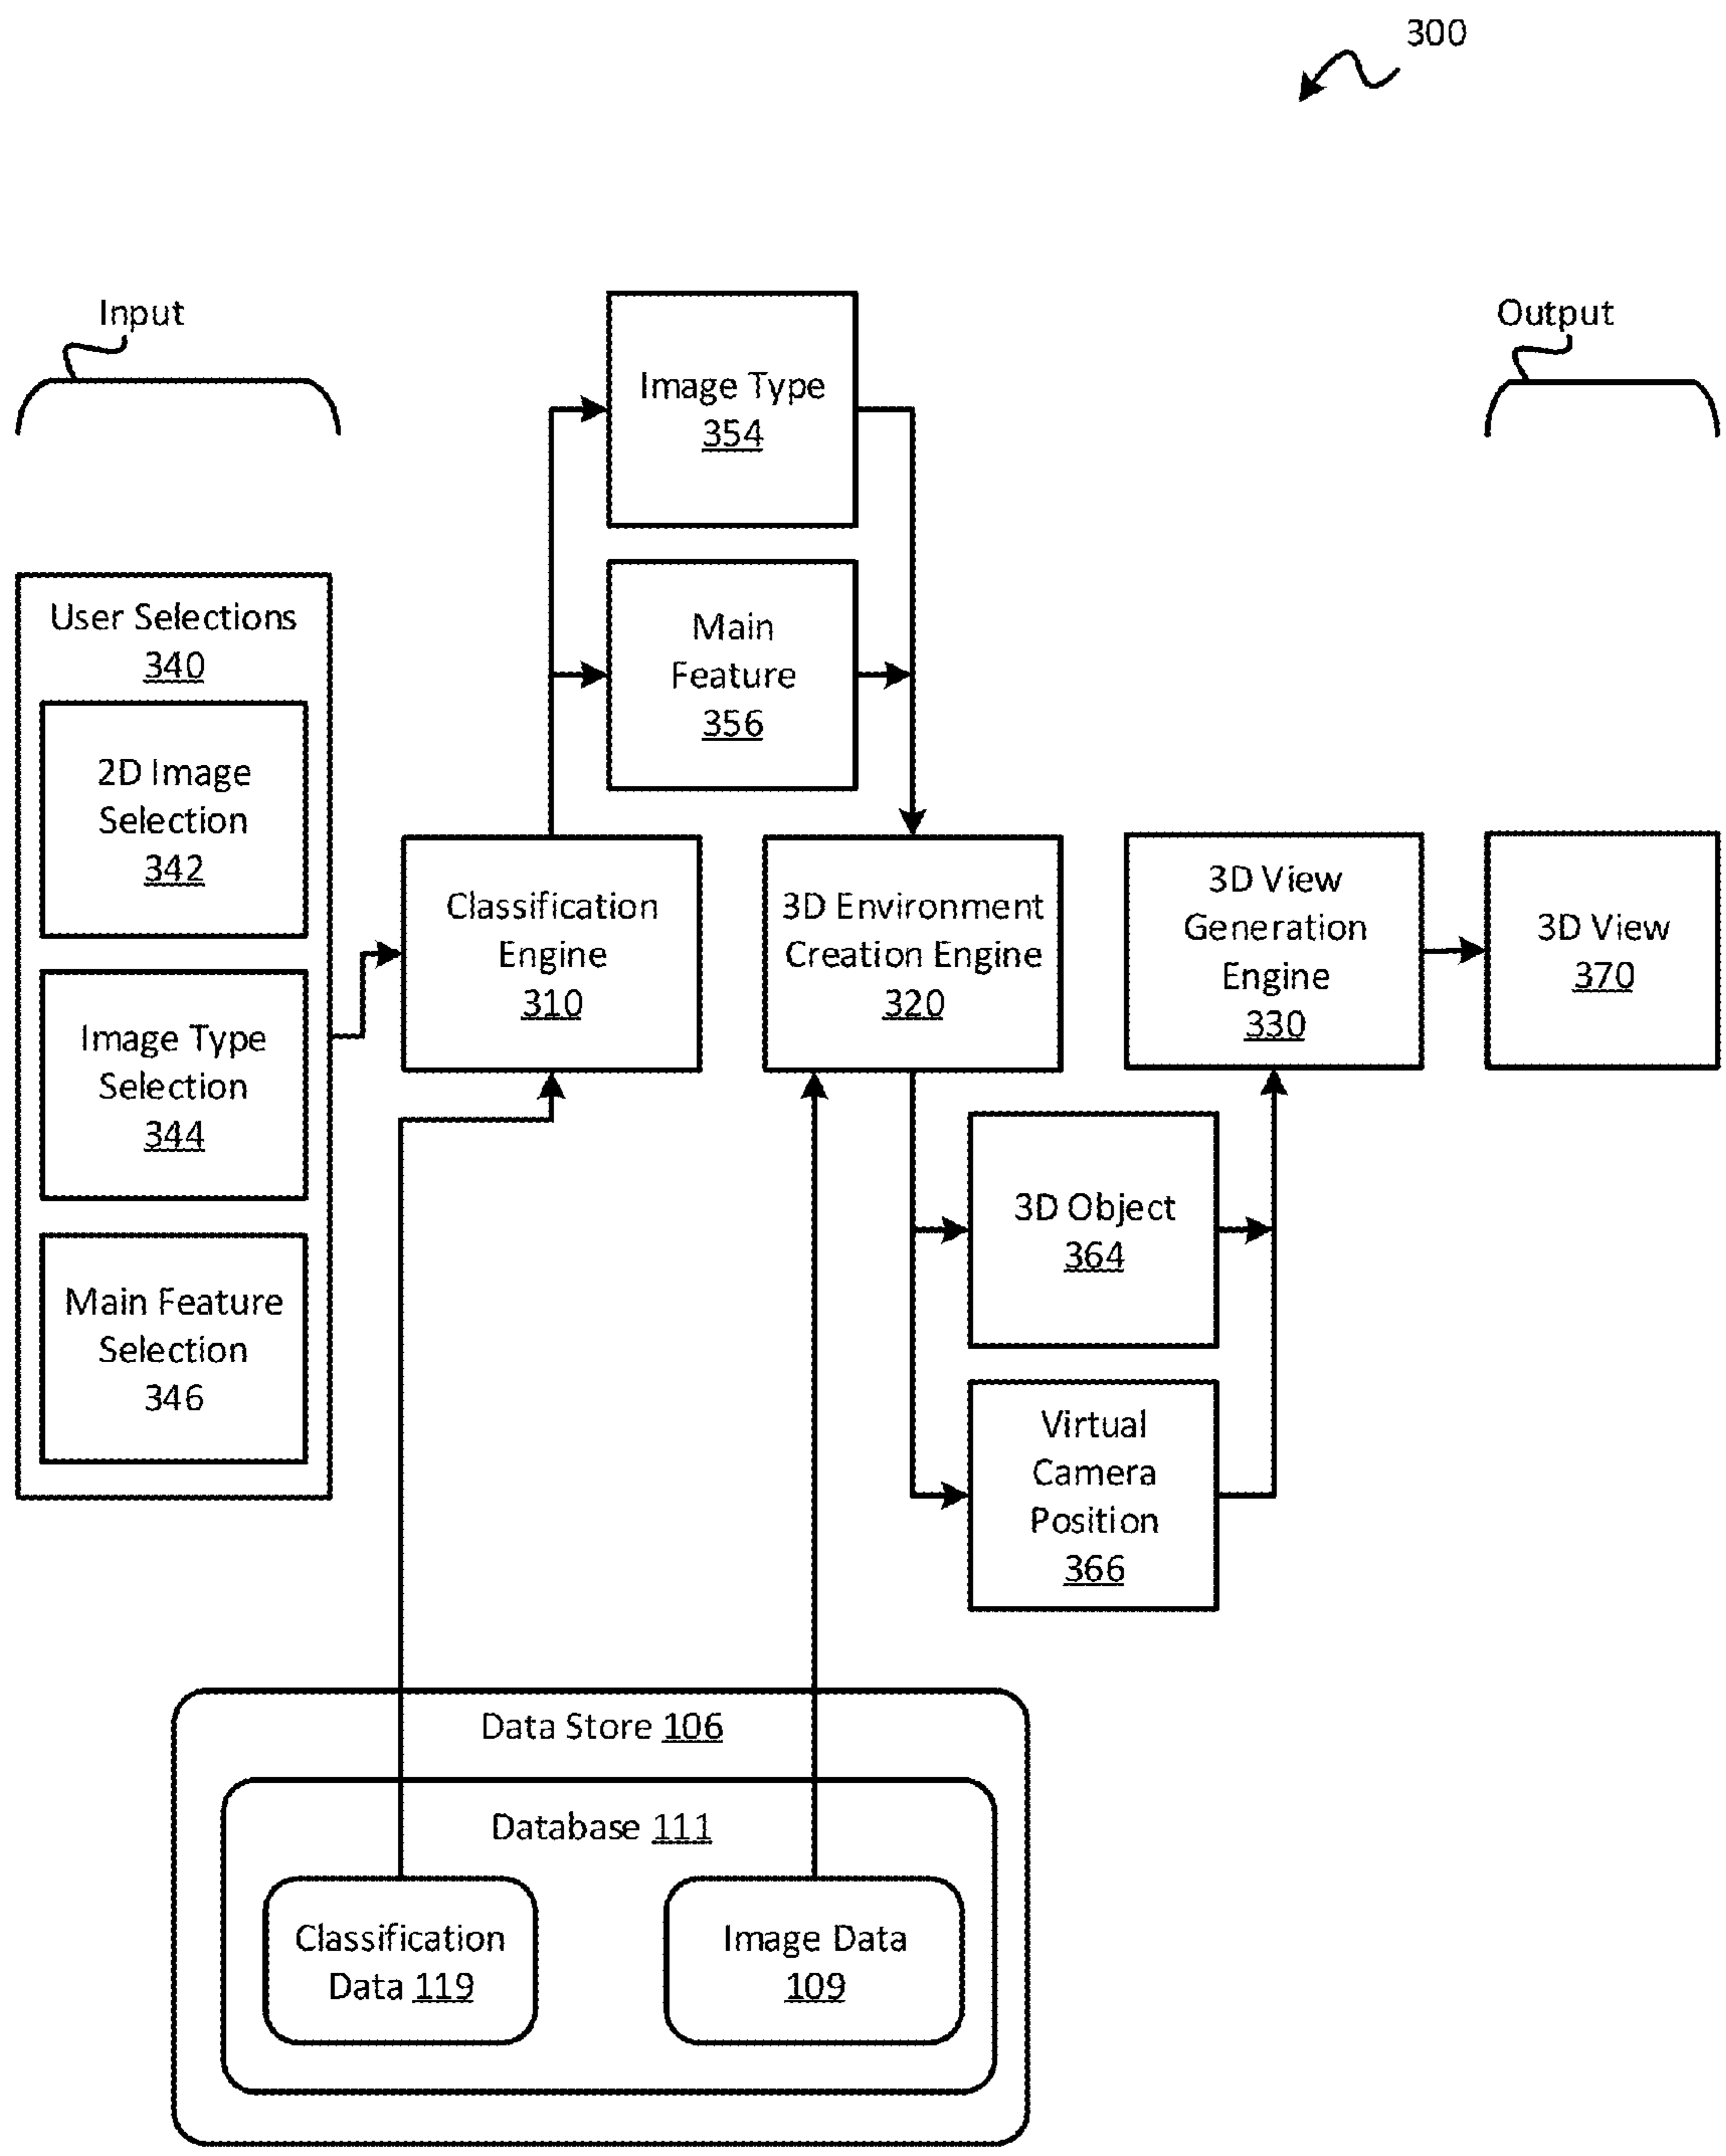 300
Input
Output
Image Type
354
Main
Feature
356
User Selections
340
2D Image
Selection
342
Image Type
Selection
344
Main Feature
Selection
346
Classification
Engine
310
3D Environment
Creation Engine
320
3D View
Generation
Engine
330
3D View
370
3D Object
364
Virtual
Camera
Position
366
Data Store 106
Database 111
Classification
Data 119
Image Data
109